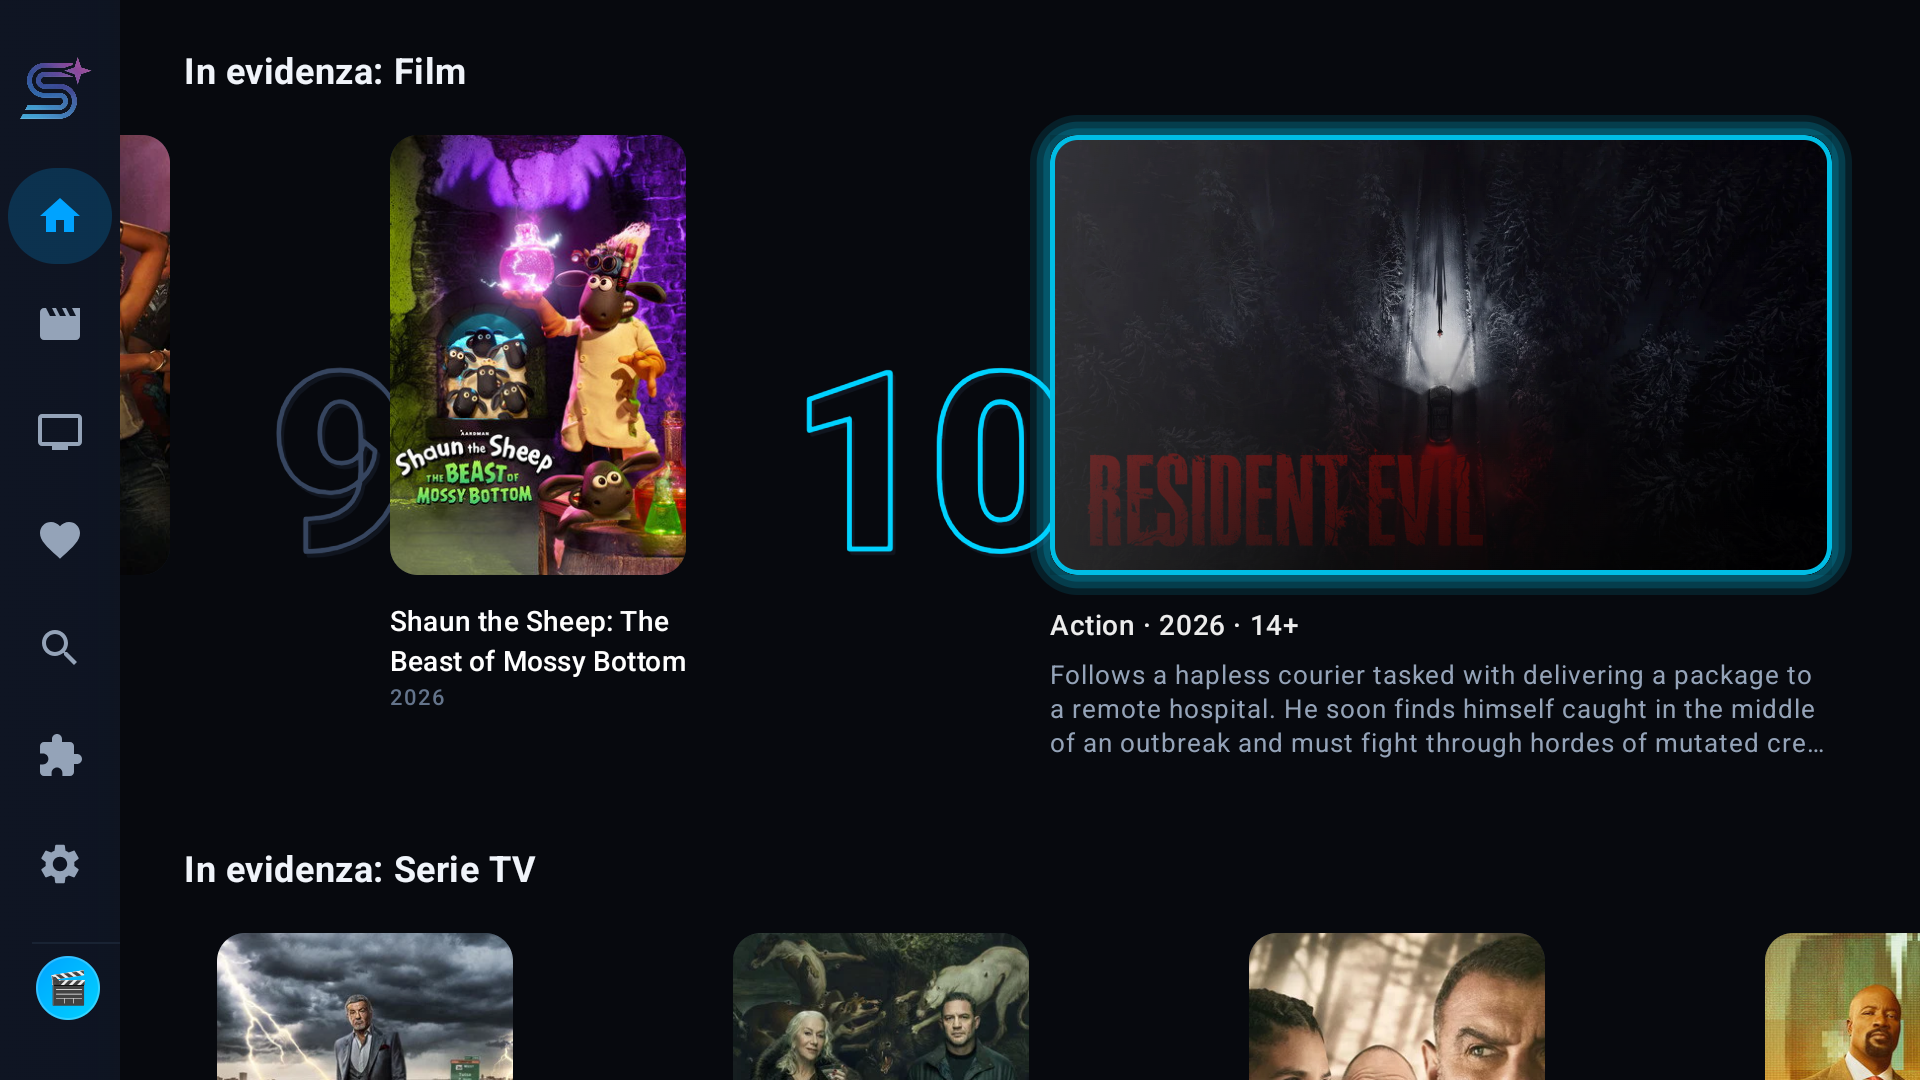 In evidenza: Film
9
AARDMAN
Shaun the Sheep
THE BEAST OF
MOSSY BOTTOM
Shaun the Sheep: The
Beast of Mossy Bottom
2026
10
RESIDENT EVIL
Action · 2026 · 14+
Follows a hapless courier tasked with delivering a package to
a remote hospital. He soon finds himself caught in the middle
of an outbreak and must fight through hordes of mutated cre…
In evidenza: Serie TV